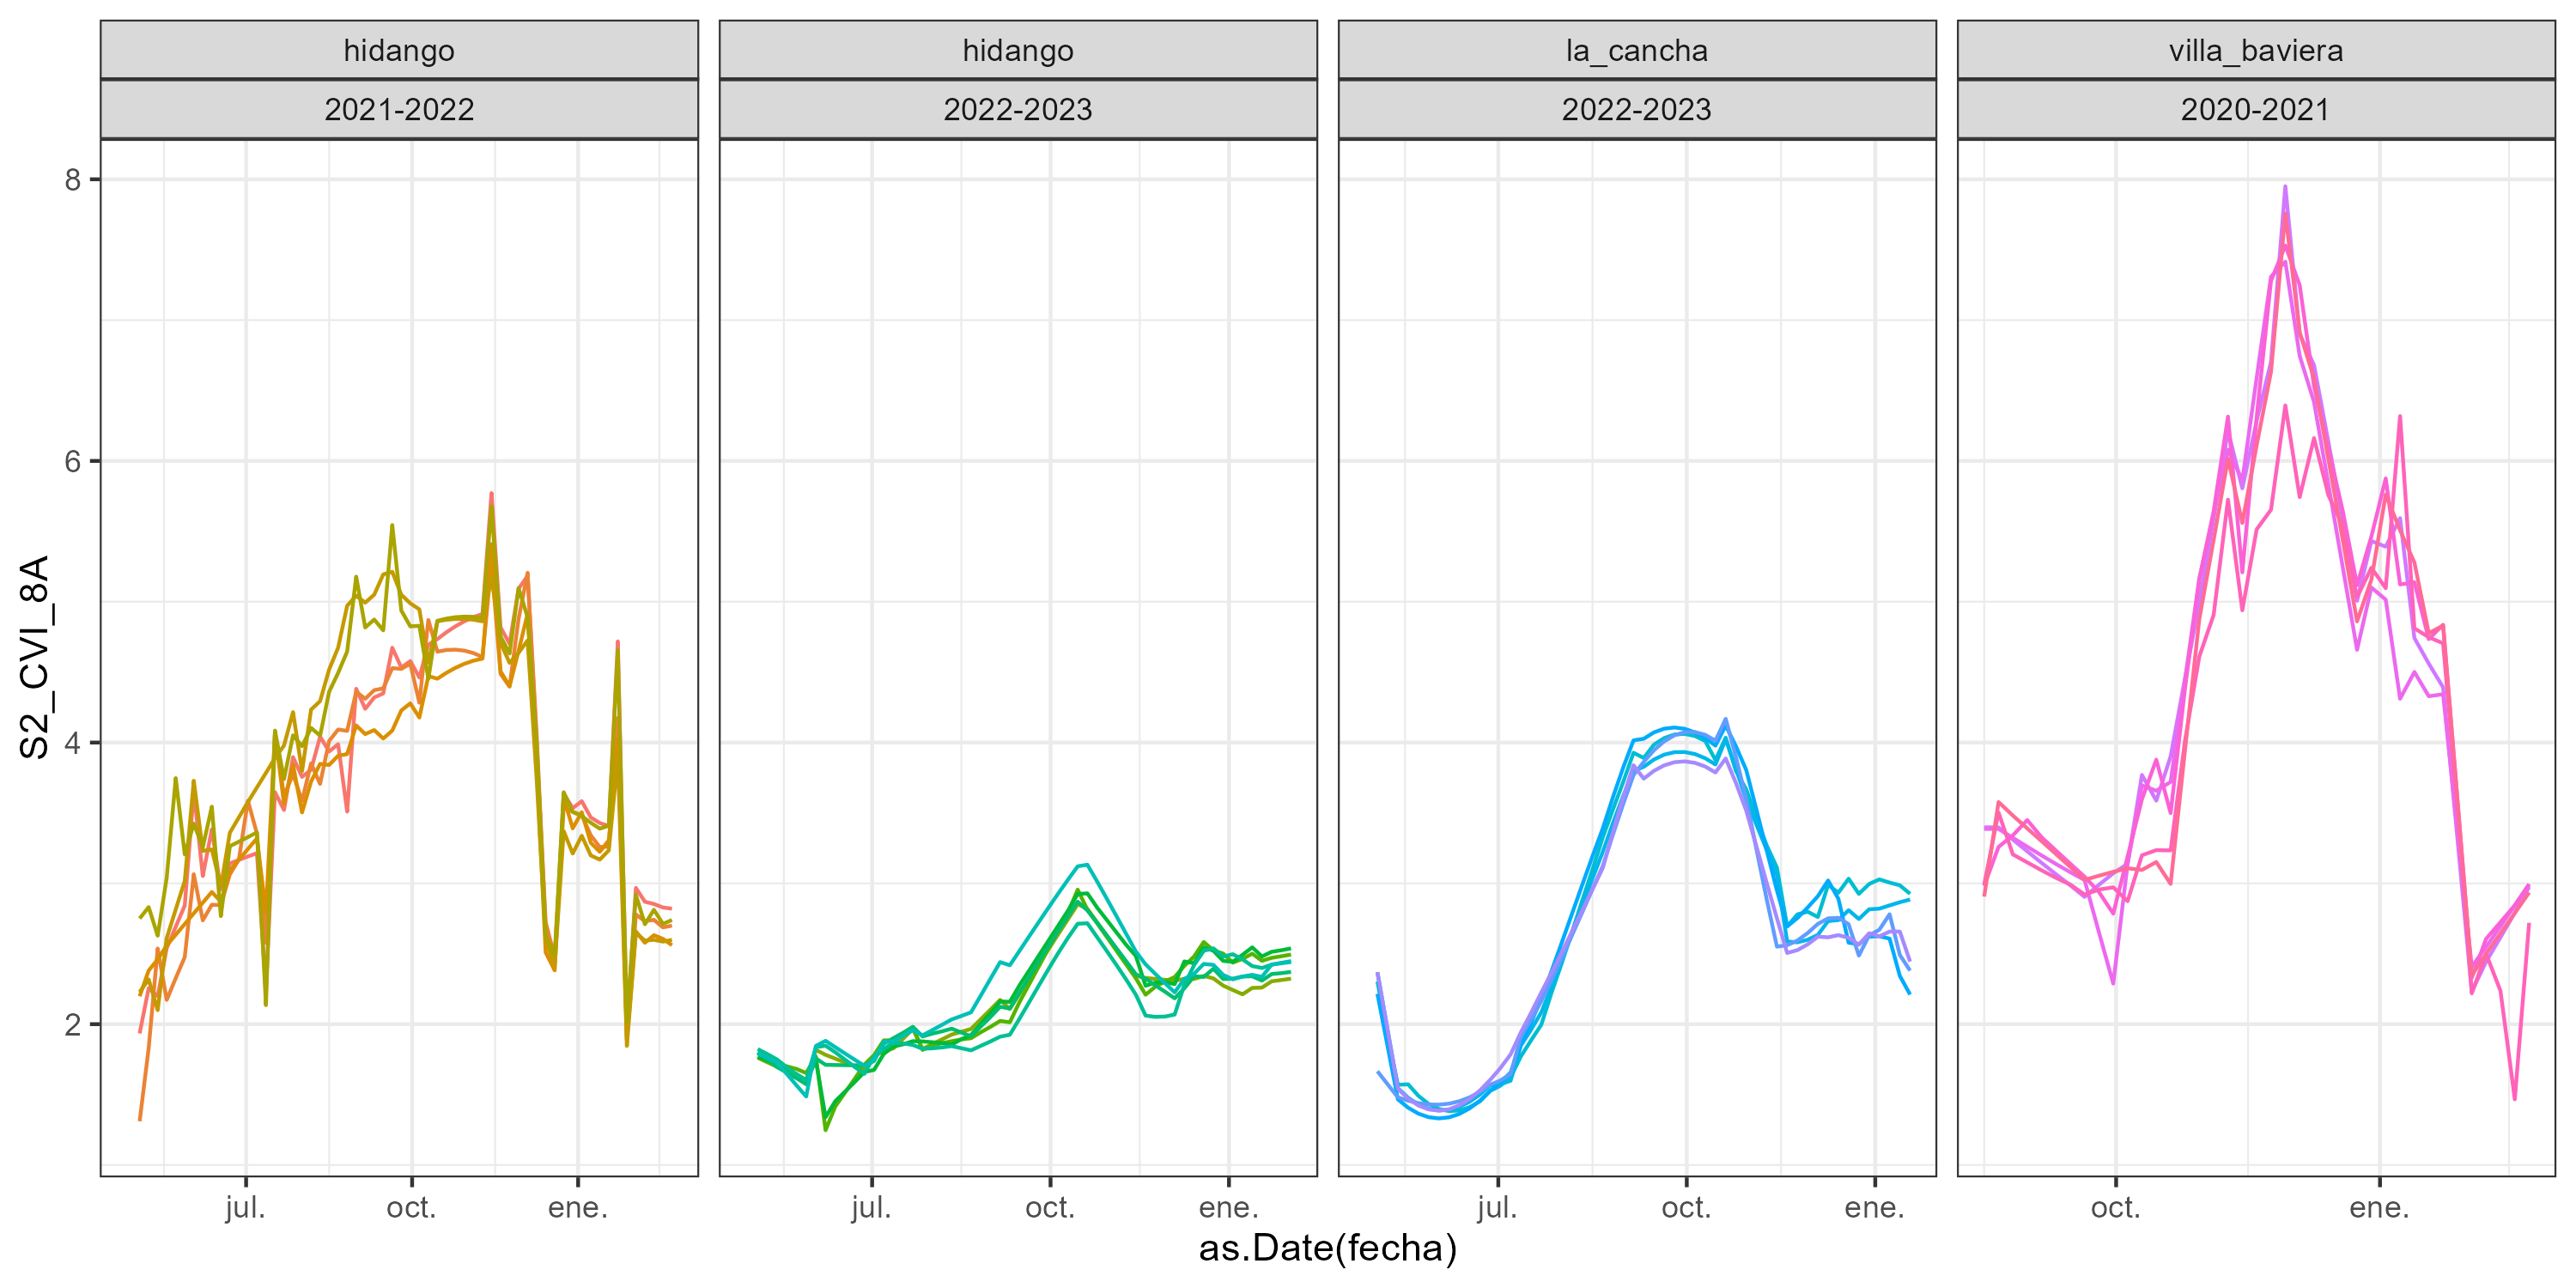 hidango
hidango
la_cancha
villa_baviera
2021-2022
2022-2023
2022-2023
2020-2021
S2_CVI_8A
8
6
4
2
jul.
oct.
ene.
jul.
oct.
ene.
jul.
oct.
ene.
oct.
ene.
as.Date(fecha)